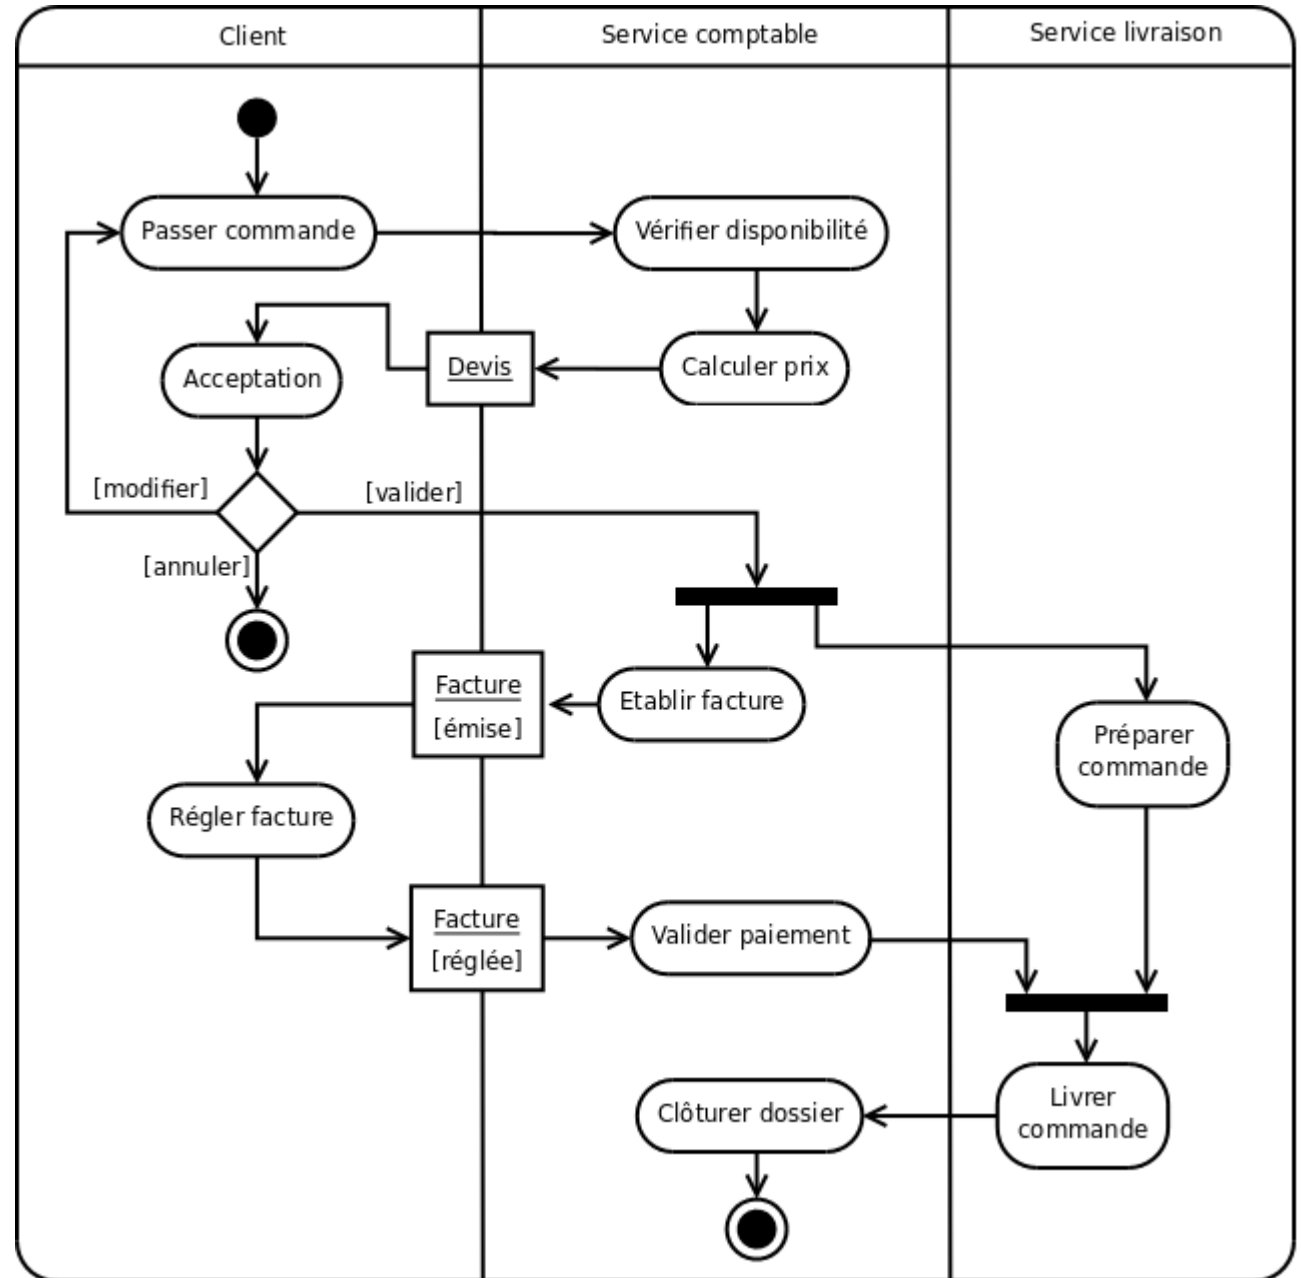 Client
Service comptable
Service livraison
Passer commande
Vérifier disponibilité
Acceptation
Devis
Calculer prix
[modifier]
[valider]
[annuler]
Facture
[émise]
Etablir facture
Préparer
commande
Régler facture
Facture
[réglée]
Valider paiement
Livrer
commande
Clôturer dossier